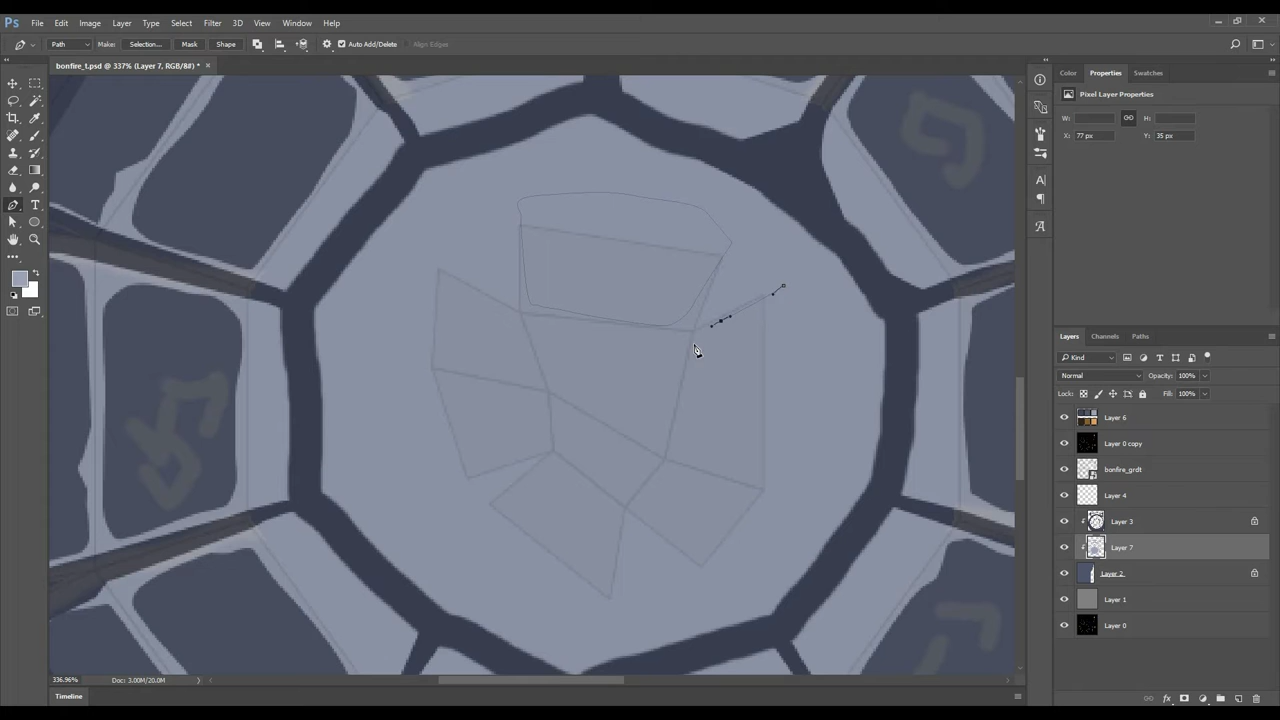 Ps File Edit Image Layer Type Select Filter 3D View Window Help
Path Make: Selection... Mask Shape Auto Add/Delete Align Edges
bonfire_t.psd @ 337% (Layer 7, RGB/8#) * ×
Color Properties Swatches
Pixel Layer Properties
W: H:
X: 77 px Y: 35 px
Layers Channels Paths
Kind
Normal Opacity: 100%
Lock: Fill: 100%
Layer 6
Layer 0 copy
bonfire_grdt
Layer 4
Layer 3
Layer 7
Layer 2
Layer 1
Layer 0
336.96% Doc: 3.00M/20.0M
Timeline